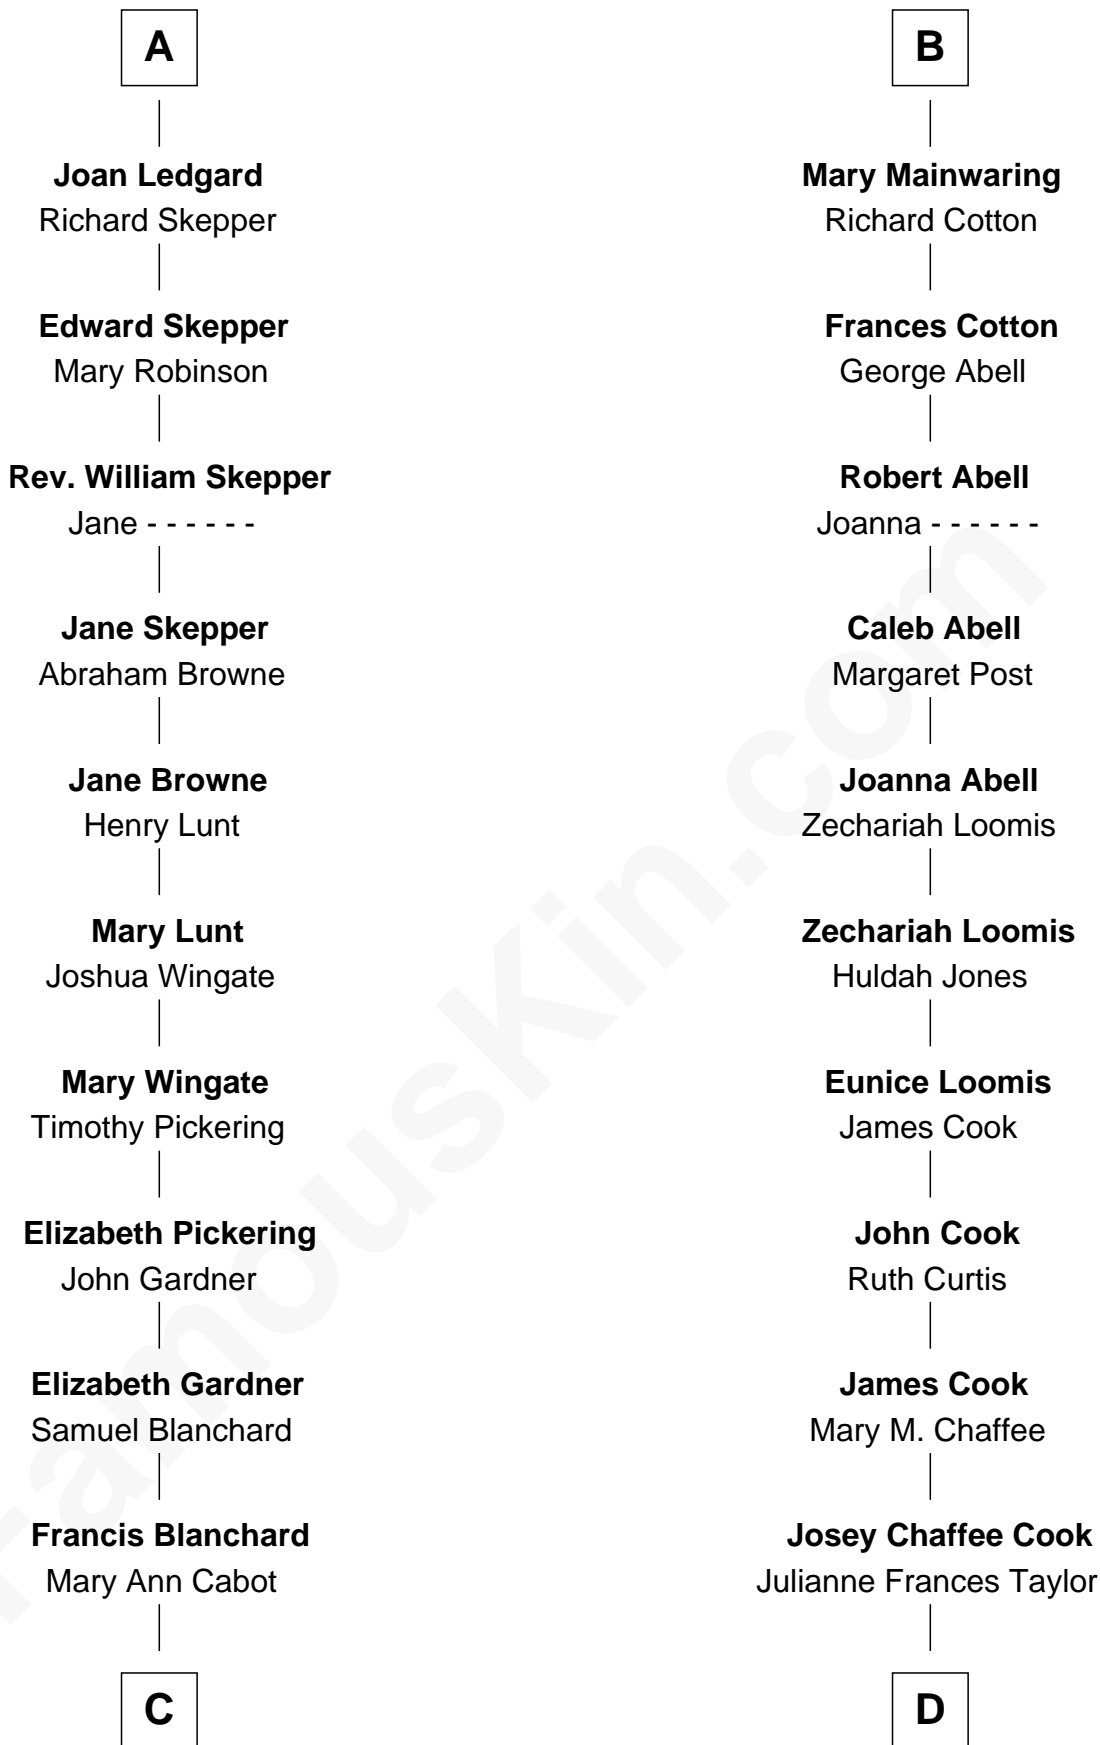 A
Joan Ledgard
Richard Skepper
Edward Skepper
Mary Robinson
Rev. William Skepper
Jane - - - - - -
Jane Skepper
Abraham Browne
Jane Browne
Henry Lunt
Mary Lunt
Joshua Wingate
Mary Wingate
Timothy Pickering
Elizabeth Pickering
John Gardner
Elizabeth Gardner
Samuel Blanchard
Francis Blanchard
Mary Ann Cabot
C
B
Mary Mainwaring
Richard Cotton
Frances Cotton
George Abell
Robert Abell
Joanna - - - - - -
Caleb Abell
Margaret Post
Joanna Abell
Zechariah Loomis
Zechariah Loomis
Huldah Jones
Eunice Loomis
James Cook
John Cook
Ruth Curtis
James Cook
Mary M. Chaffee
Josey Chaffee Cook
Julianne Frances Taylor
D
FamousKin.com